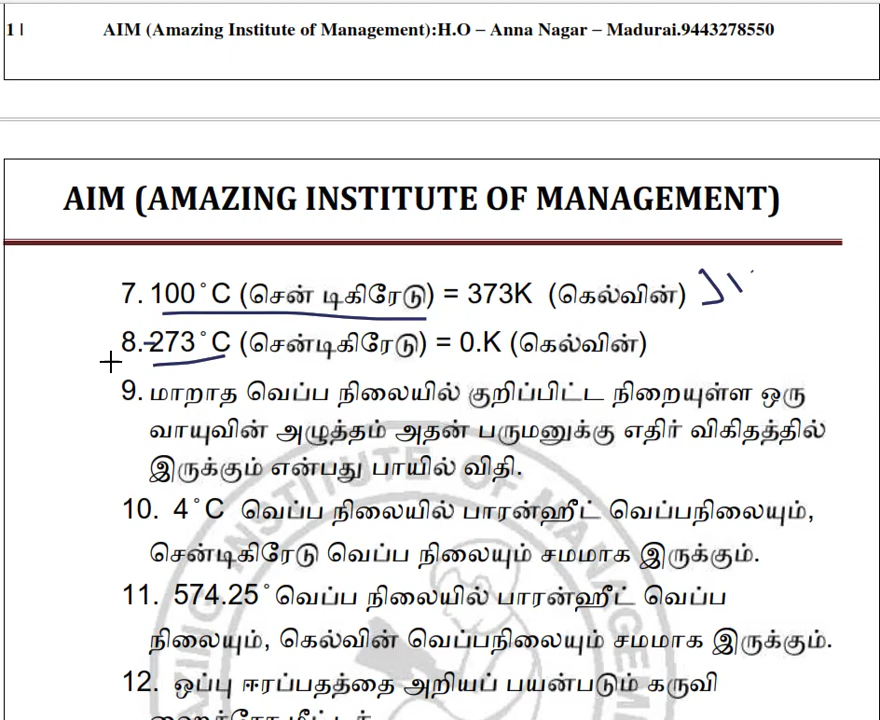 1 |
AIM (Amazing Institute of Management):H.O – Anna Nagar – Madurai.9443278550
AIM (AMAZING INSTITUTE OF MANAGEMENT)
7. 100°C (சென் டிகிரேடு) = 373K (கெல்வின்)
8.-273°C (சென்டிகிரேடு) = 0.K (கெல்வின்)
9. மாறாத வெப்ப நிலையில் குறிப்பிட்ட நிறையுள்ள ஒரு
வாயுவின் அழுத்தம் அதன் பருமனுக்கு எதிர் விகிதத்தில்
இருக்கும் என்பது பாயில் விதி.
10. 4°C வெப்ப நிலையில் பாரன்ஹீட் வெப்பநிலையும்,
சென்டிகிரேடு வெப்ப நிலையும் சமமாக இருக்கும்.
11. 574.25° வெப்ப நிலையில் பாரன்ஹீட் வெப்ப
நிலையும், கெல்வின் வெப்பநிலையும் சமமாக இருக்கும்.
12. ஒப்பு ஈரப்பதத்தை அறியப் பயன்படும் கருவி